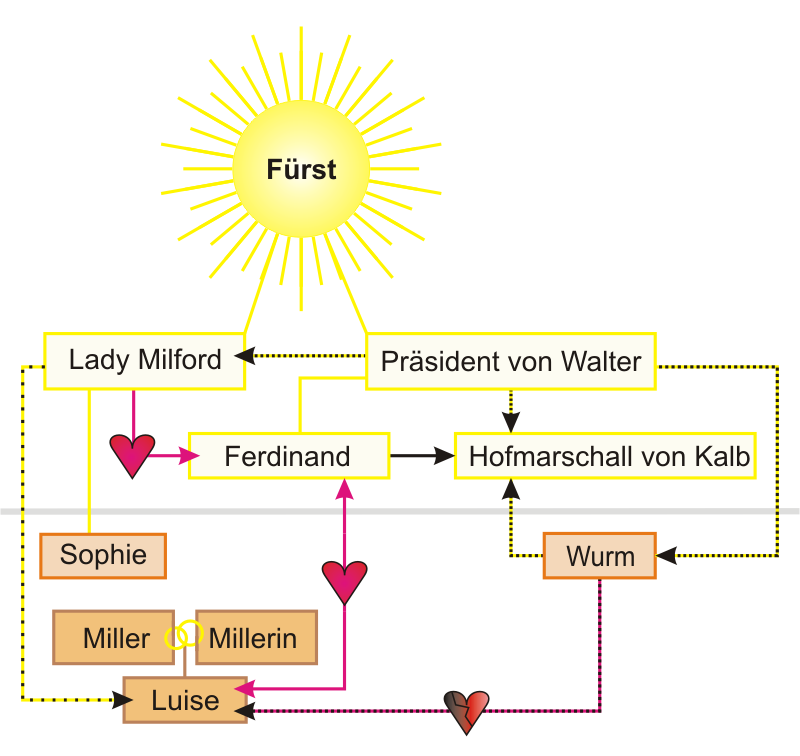 Fürst
Lady Milford
Präsident von Walter
Ferdinand
Hofmarschall von Kalb
Sophie
Wurm
Miller
Millerin
Luise